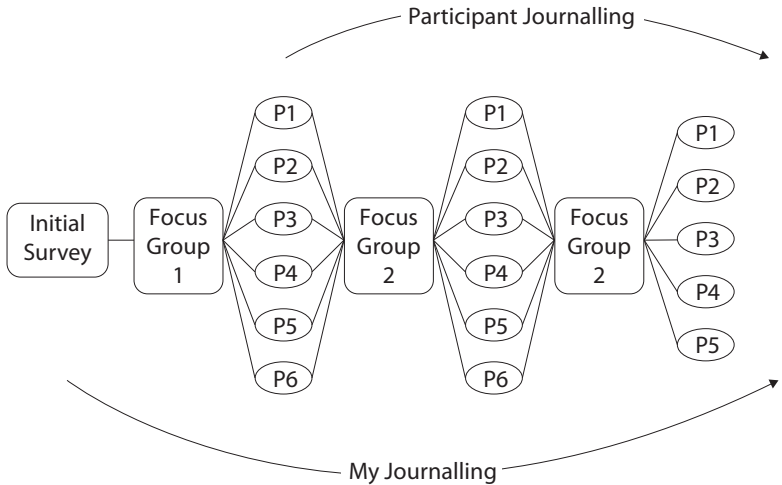 Participant Journalling
Initial
Survey
Focus
Group
1
P1
P2
P3
P4
P5
P6
Focus
Group
2
P1
P2
P3
P4
P5
P6
Focus
Group
2
P1
P2
P3
P4
P5
My Journalling